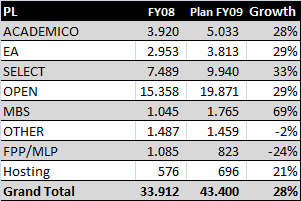 PL FY08 Plan FY09 Growth
ACADEMICO 3.920 5.033 28%
EA 2.953 3.813 29%
SELECT 7.489 9.940 33%
OPEN 15.358 19.871 29%
MBS 1.045 1.765 69%
OTHER 1.487 1.459 -2%
FPP/MLP 1.085 823 -24%
Hosting 576 696 21%
Grand Total 33.912 43.400 28%